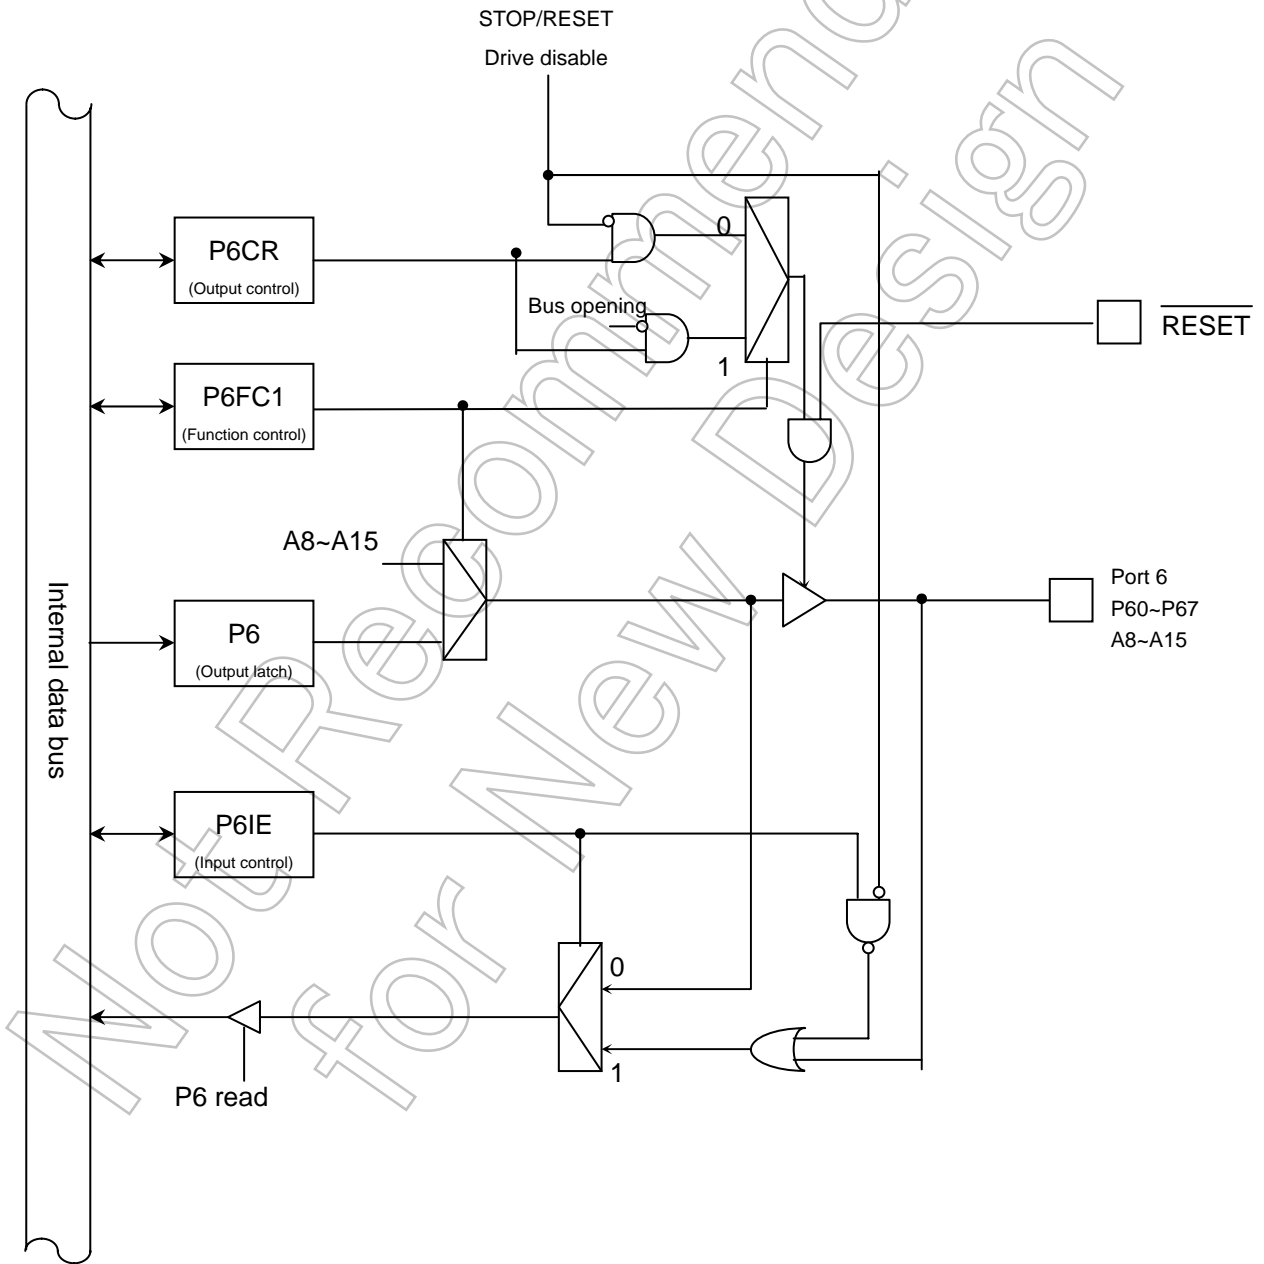 STOP/RESET
Drive disable
P6CR
(Output control)
0
Bus opening
1
RESET
P6FC1
(Function control)
A8~A15
Internal data bus
P6
(Output latch)
Port 6
P60~P67
A8~A15
P6IE
(Input control)
0
1
P6 read
Not Recommend
for New Design